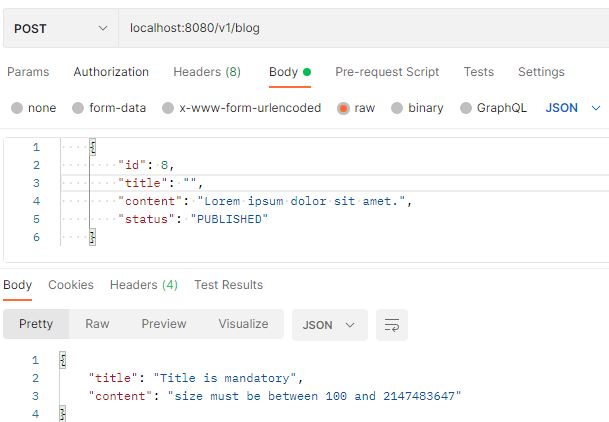 POST localhost:8080/v1/blog
Params Authorization Headers (8) Body Pre-request Script Tests Settings
none form-data x-www-form-urlencoded raw binary GraphQL JSON
1 {
2 "id": 8,
3 "title": "",
4 "content": "Lorem ipsum dolor sit amet.",
5 "status": "PUBLISHED"
6 }
Body Cookies Headers (4) Test Results
Pretty Raw Preview Visualize JSON
1 {
2 "title": "Title is mandatory",
3 "content": "size must be between 100 and 2147483647"
4 }